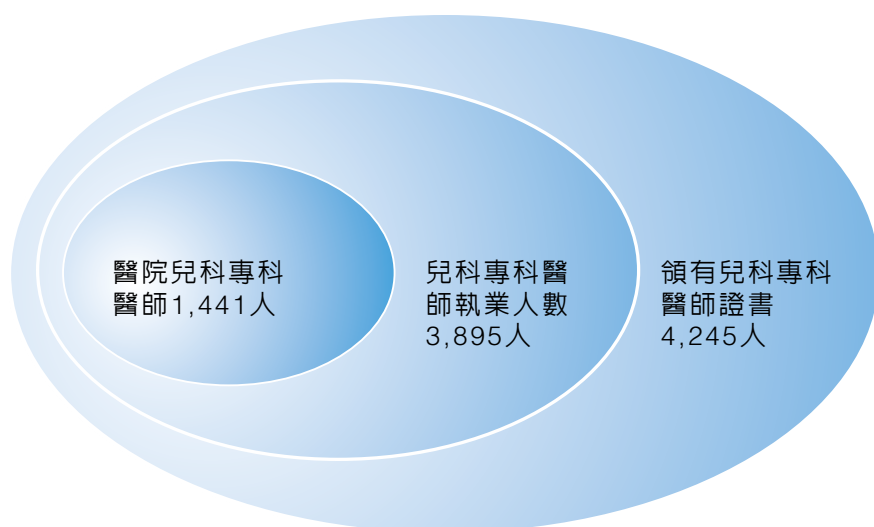 醫院兒科專科
醫師1,441人
兒科專科醫
師執業人數
3,895人
領有兒科專科
醫師證書
4,245人